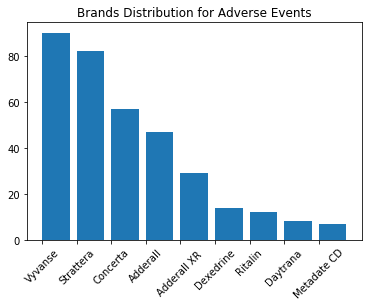 Brands Distribution for Adverse Events
80
60
40
20
0
Vyvanse
Strattera
Concerta
Adderall
Adderall XR
Dexedrine
Ritalin
Daytrana
Metadate CD